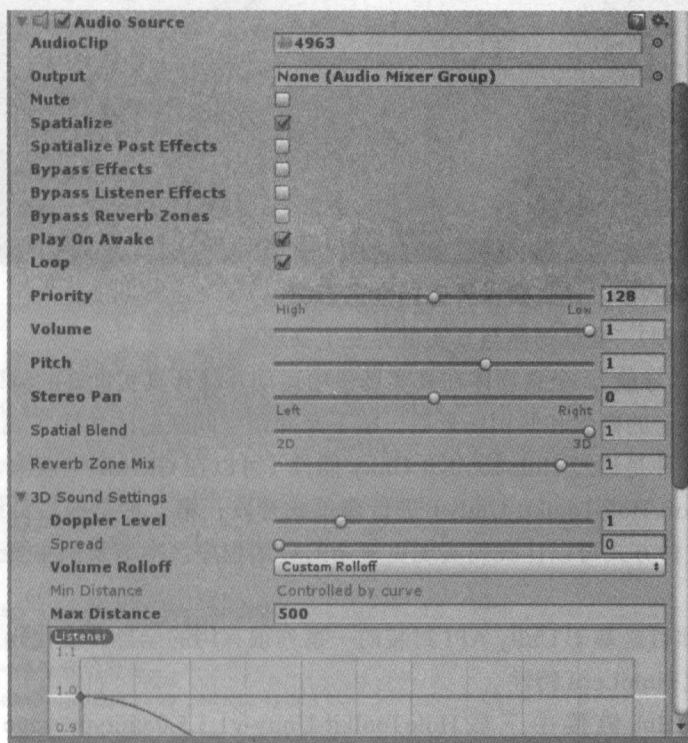 Audio Source
AudioClip 4963
Output None (Audio Mixer Group)
Mute
Spatialize
Spatialize Post Effects
Bypass Effects
Bypass Listener Effects
Bypass Reverb Zones
Play On Awake
Loop
Priority 128
High Low
Volume 1
Pitch 1
Stereo Pan 0
Left Right
Spatial Blend 1
2D 3D
Reverb Zone Mix 1
3D Sound Settings
Doppler Level 1
Spread 0
Volume Rolloff Custom Rolloff
Min Distance Controlled by curve
Max Distance 500
Listener
1.1
1.0
0.9